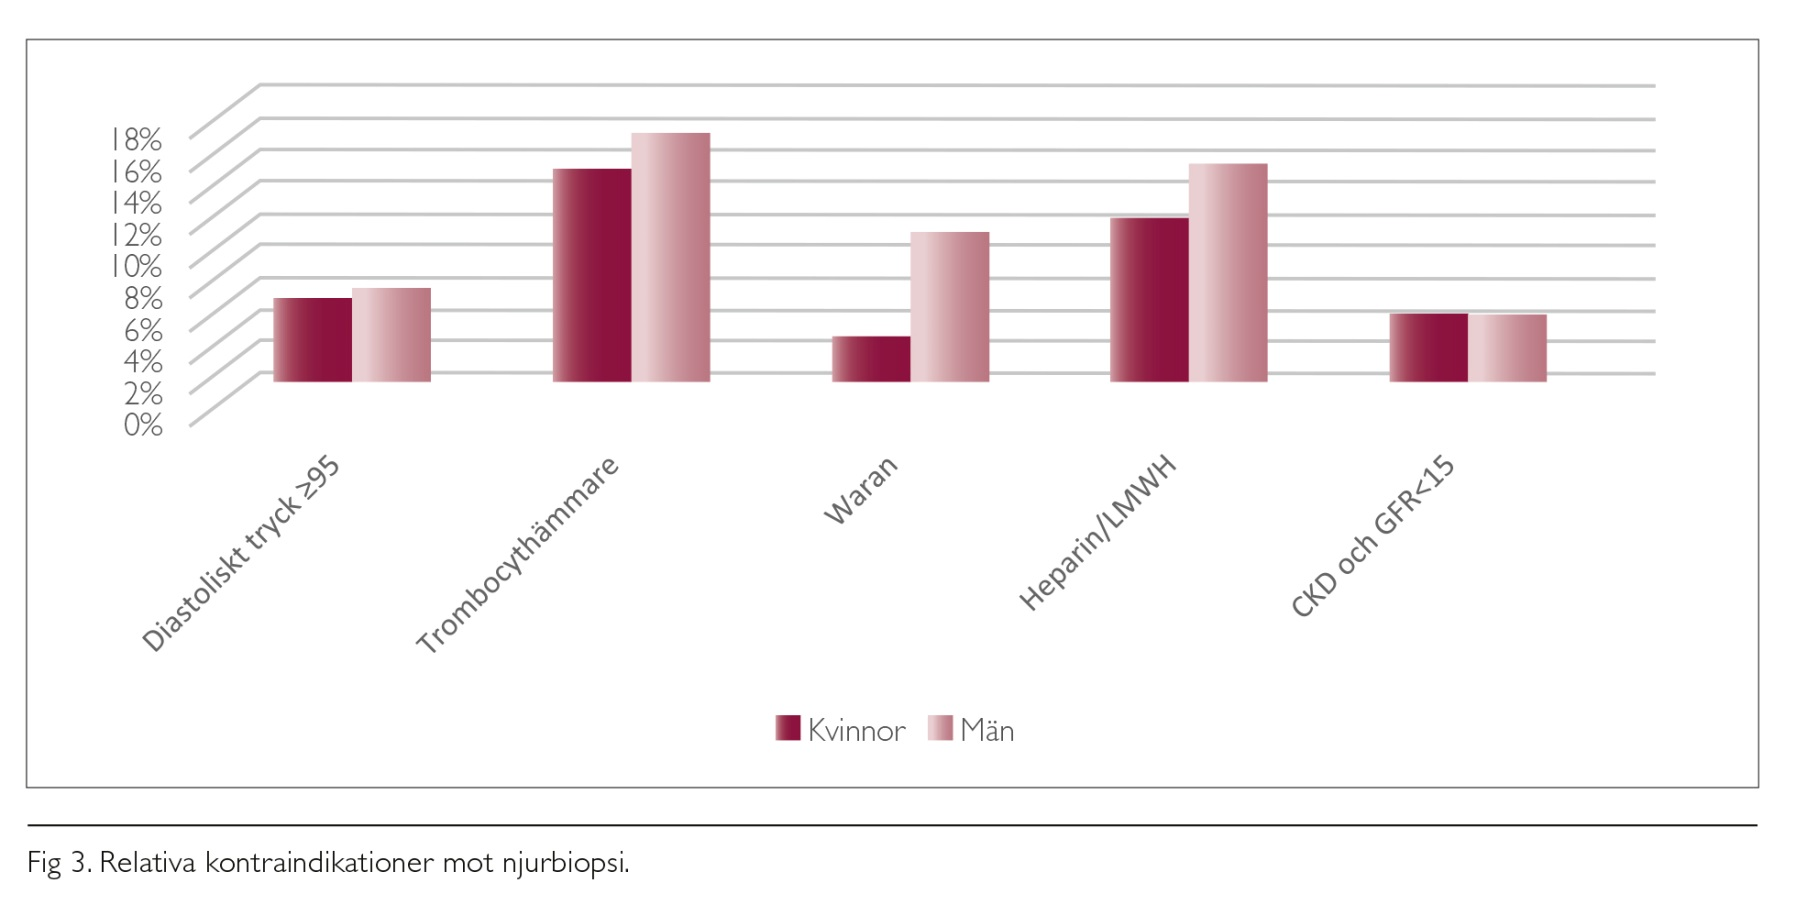 18%
16%
14%
12%
10%
8%
6%
4%
2%
0%
Diastoliskt tryck ≥95
Trombocythämmare
Waran
Heparin/LMWH
CKD och GFR<15
Kvinnor Män
Fig 3. Relativa kontraindikationer mot njurbiopsi.